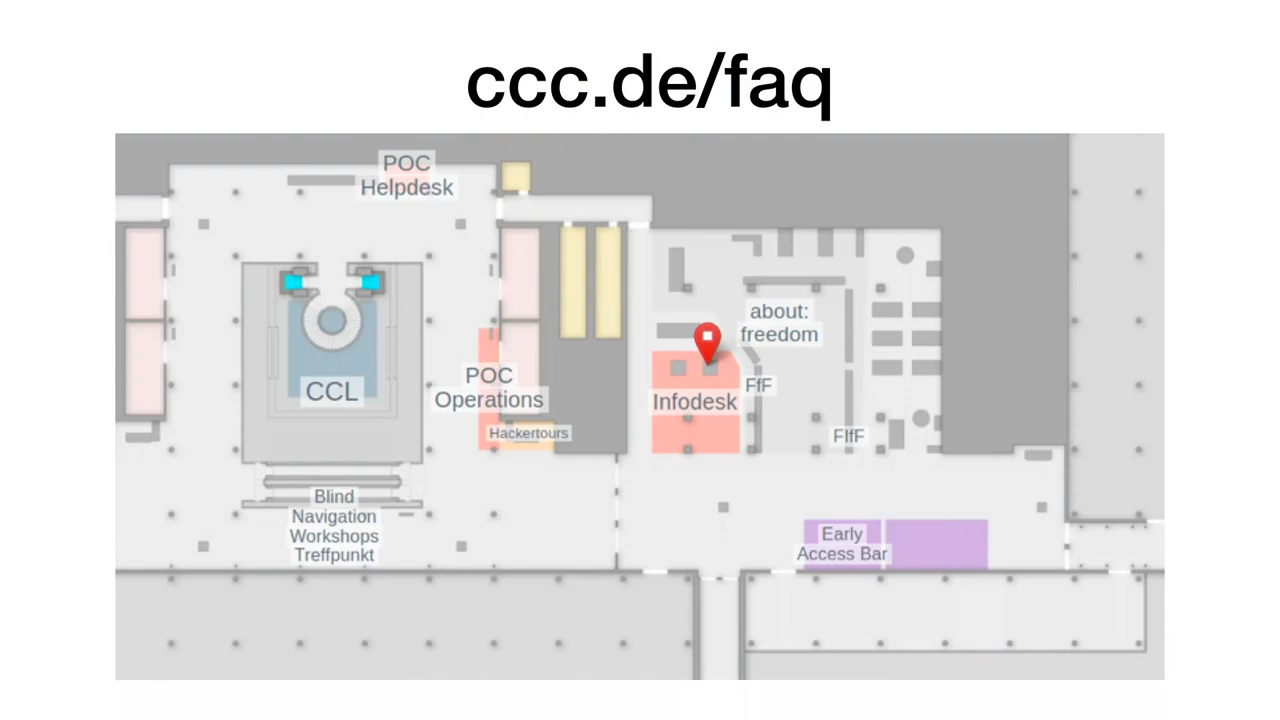 ccc.de/faq
POC
Helpdesk
about:
freedom
POC
Operations
CCL
FfF
Infodesk
Hackertours
FIfF
Blind
Navigation
Workshops
Treffpunkt
Early
Access Bar